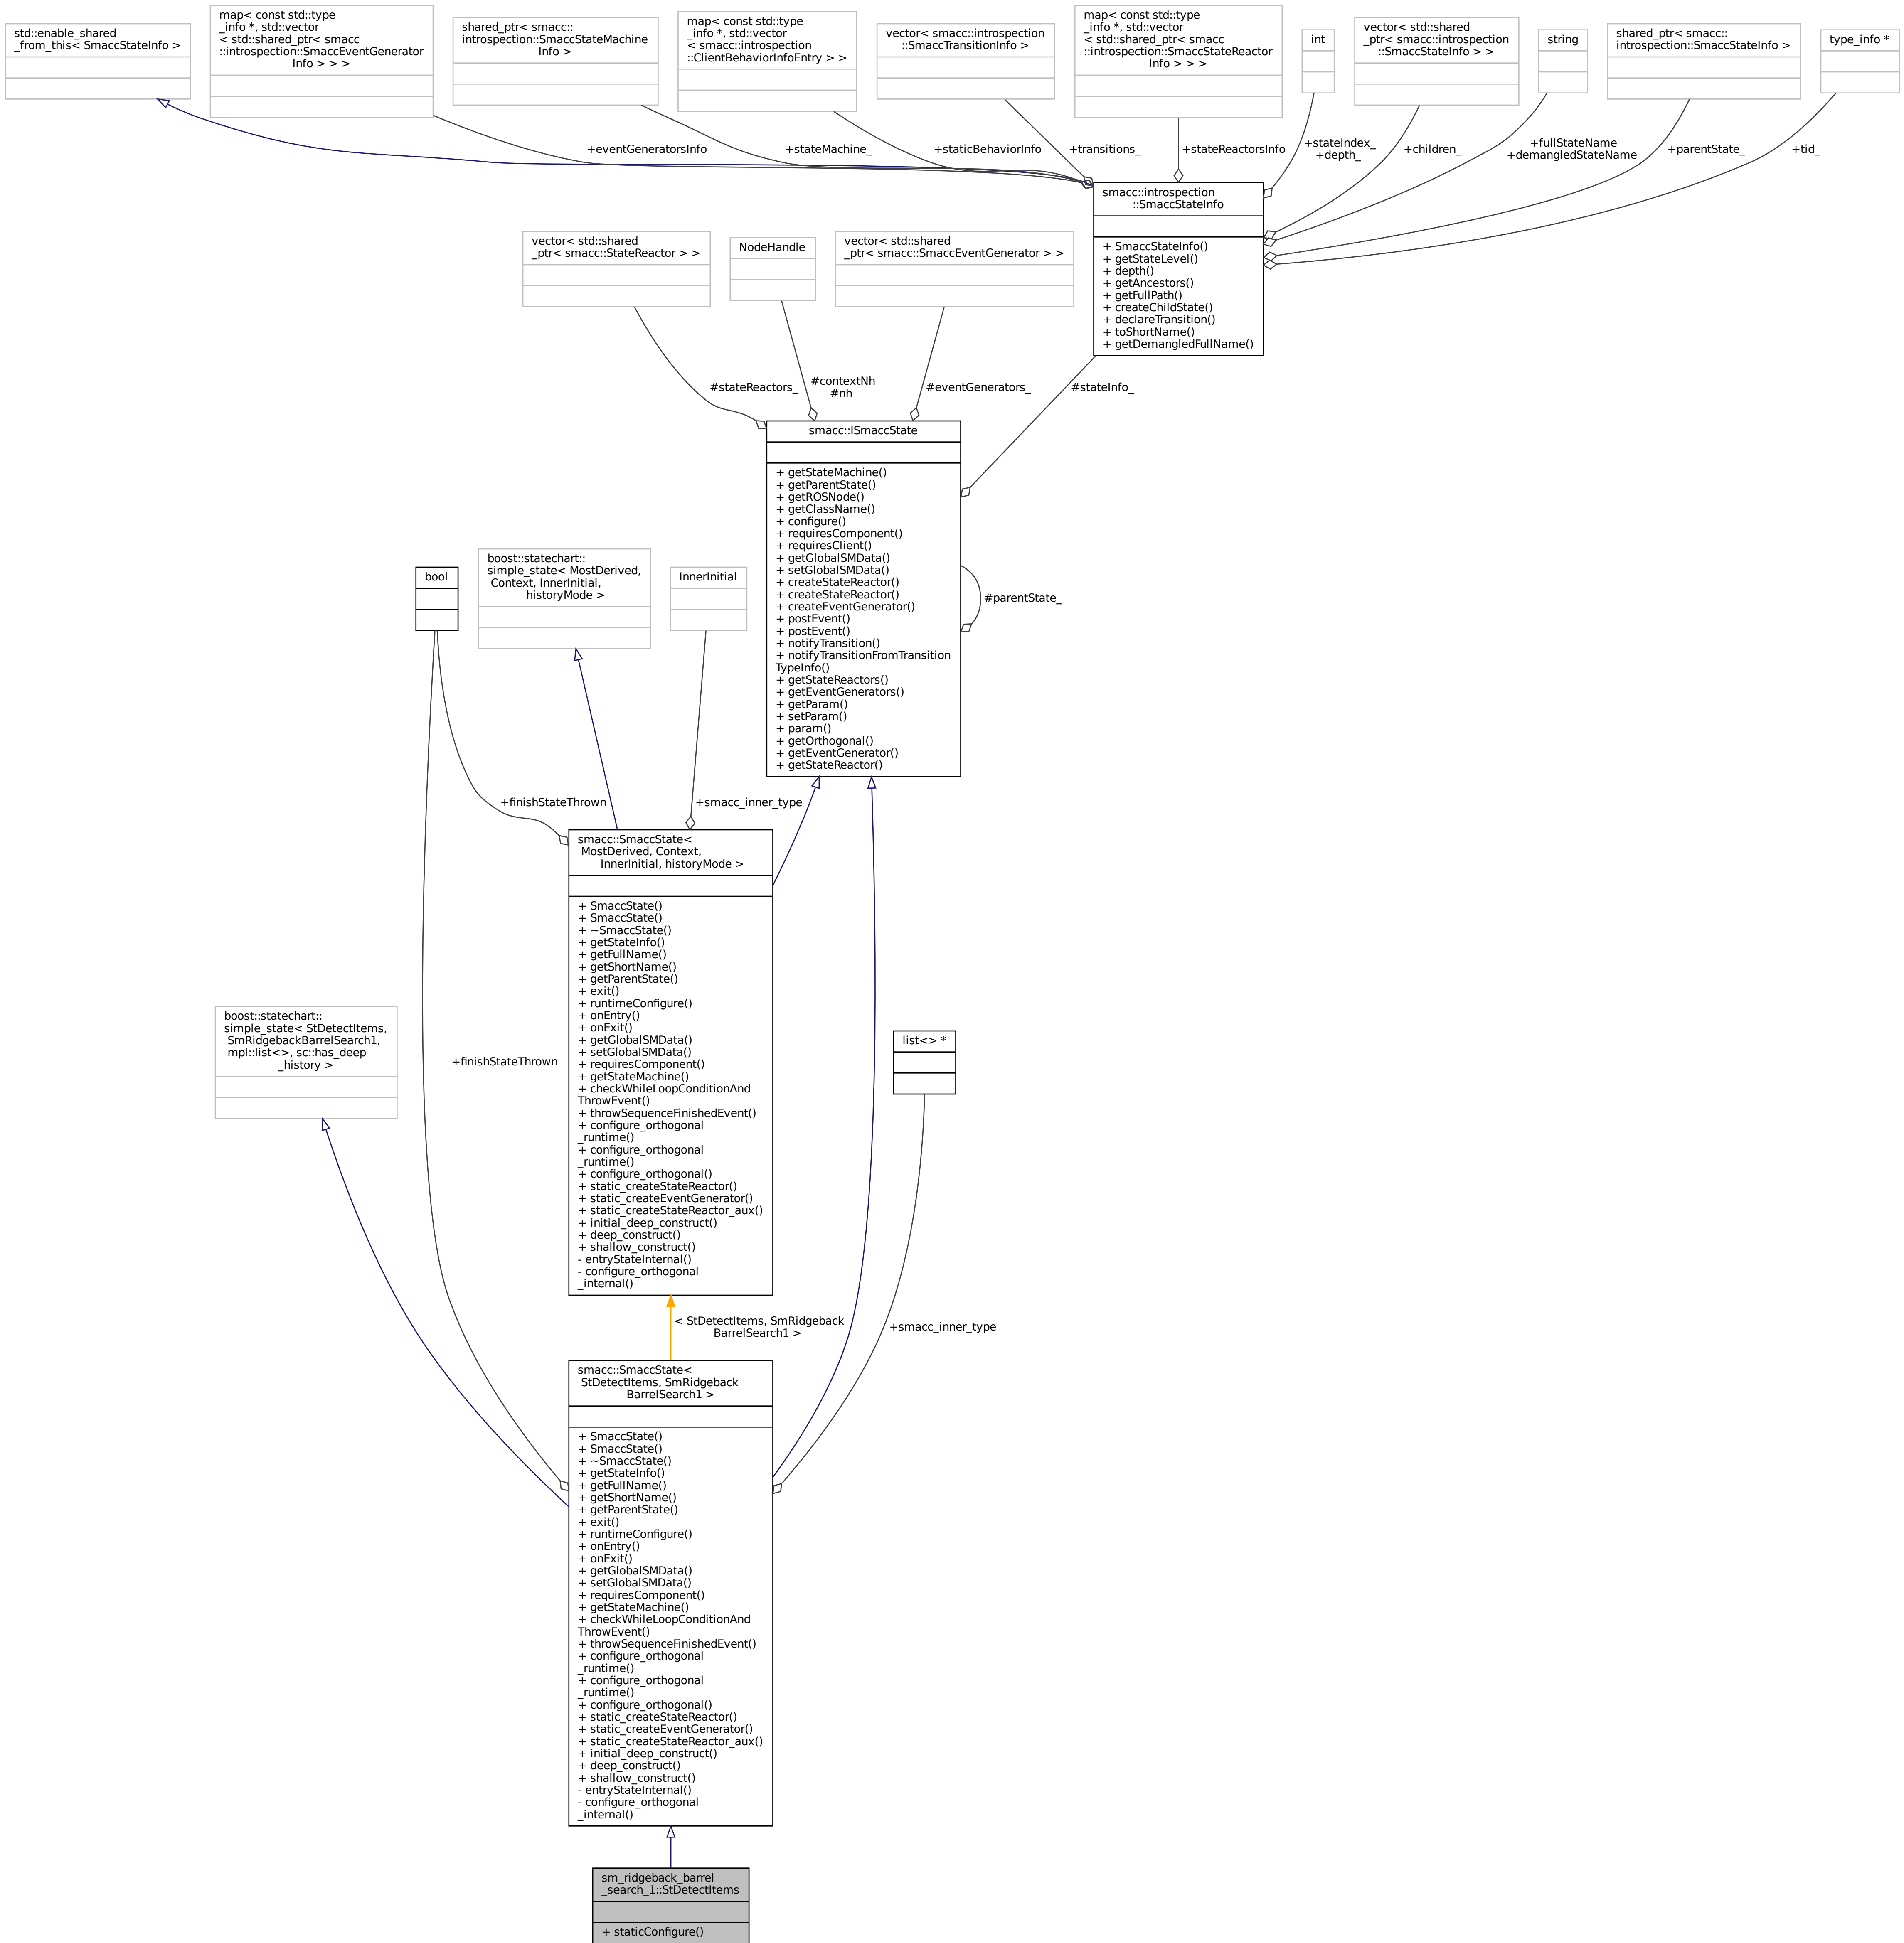 std::enable_shared
_from_this< SmaccStateInfo >
map< const std::type
_info *, std::vector
< std::shared_ptr< smacc
::introspection::SmaccEventGenerator
Info > > >
shared_ptr< smacc::
introspection::SmaccStateMachine
Info >
map< const std::type
_info *, std::vector
< smacc::introspection
::ClientBehaviorInfoEntry > >
vector< smacc::introspection
::SmaccTransitionInfo >
map< const std::type
_info *, std::vector
< std::shared_ptr< smacc
::introspection::SmaccStateReactor
Info > > >
int
vector< std::shared
_ptr< smacc::introspection
::SmaccStateInfo > >
string
shared_ptr< smacc::
introspection::SmaccStateInfo >
type_info *
+eventGeneratorsInfo
+stateMachine_
+staticBehaviorInfo
+transitions_
+stateReactorsInfo
+stateIndex_
+depth_
+children_
+fullStateName
+demangledStateName
+parentState_
+tid_
smacc::introspection
::SmaccStateInfo
+ SmaccStateInfo()
+ getStateLevel()
+ depth()
+ getAncestors()
+ getFullPath()
+ createChildState()
+ declareTransition()
+ toShortName()
+ getDemangledFullName()
vector< std::shared
_ptr< smacc::StateReactor > >
NodeHandle
vector< std::shared
_ptr< smacc::SmaccEventGenerator > >
#stateReactors_
#contextNh
#nh
#eventGenerators_
#stateInfo_
smacc::ISmaccState
+ getStateMachine()
+ getParentState()
+ getROSNode()
+ getClassName()
+ configure()
+ requiresComponent()
+ requiresClient()
+ getGlobalSMData()
+ setGlobalSMData()
+ createStateReactor()
+ createStateReactor()
+ createEventGenerator()
+ postEvent()
+ postEvent()
+ notifyTransition()
+ notifyTransitionFromTransition
TypeInfo()
+ getStateReactors()
+ getEventGenerators()
+ getParam()
+ setParam()
+ param()
+ getOrthogonal()
+ getEventGenerator()
+ getStateReactor()
#parentState_
bool
boost::statechart::
simple_state< MostDerived,
Context, InnerInitial,
historyMode >
InnerInitial
+finishStateThrown
+smacc_inner_type
smacc::SmaccState<
MostDerived, Context,
InnerInitial, historyMode >
+ SmaccState()
+ SmaccState()
+ ~SmaccState()
+ getStateInfo()
+ getFullName()
+ getShortName()
+ getParentState()
+ exit()
+ runtimeConfigure()
+ onEntry()
+ onExit()
+ getGlobalSMData()
+ setGlobalSMData()
+ requiresComponent()
+ getStateMachine()
+ checkWhileLoopConditionAnd
ThrowEvent()
+ throwSequenceFinishedEvent()
+ configure_orthogonal
_runtime()
+ configure_orthogonal
_runtime()
+ configure_orthogonal()
+ static_createStateReactor()
+ static_createEventGenerator()
+ static_createStateReactor_aux()
+ initial_deep_construct()
+ deep_construct()
+ shallow_construct()
- entryStateInternal()
- configure_orthogonal
_internal()
boost::statechart::
simple_state< StDetectItems,
SmRidgebackBarrelSearch1,
mpl::list<>, sc::has_deep
_history >
+finishStateThrown
list<> *
< StDetectItems, SmRidgeback
BarrelSearch1 >
+smacc_inner_type
smacc::SmaccState<
StDetectItems, SmRidgeback
BarrelSearch1 >
+ SmaccState()
+ SmaccState()
+ ~SmaccState()
+ getStateInfo()
+ getFullName()
+ getShortName()
+ getParentState()
+ exit()
+ runtimeConfigure()
+ onEntry()
+ onExit()
+ getGlobalSMData()
+ setGlobalSMData()
+ requiresComponent()
+ getStateMachine()
+ checkWhileLoopConditionAnd
ThrowEvent()
+ throwSequenceFinishedEvent()
+ configure_orthogonal
_runtime()
+ configure_orthogonal
_runtime()
+ configure_orthogonal()
+ static_createStateReactor()
+ static_createEventGenerator()
+ static_createStateReactor_aux()
+ initial_deep_construct()
+ deep_construct()
+ shallow_construct()
- entryStateInternal()
- configure_orthogonal
_internal()
sm_ridgeback_barrel
_search_1::StDetectItems
+ staticConfigure()